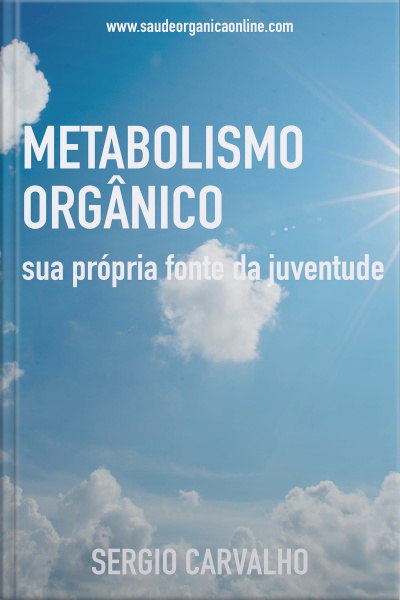 www.saudeorganicaonline.com
METABOLISMO
ORGÂNICO
sua própria fonte da juventude
SERGIO CARVALHO